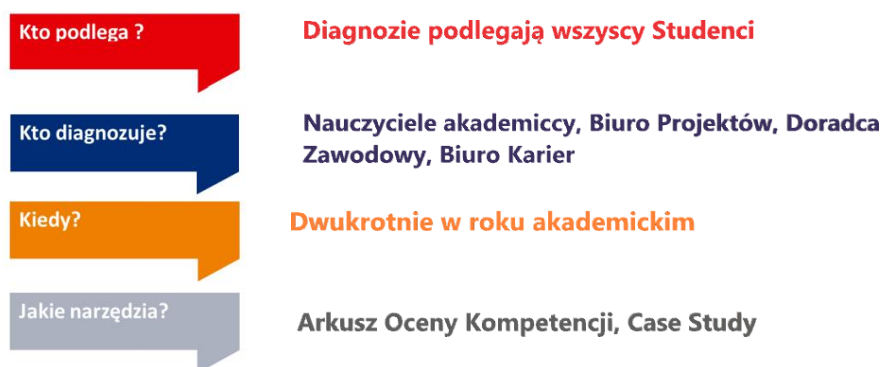 Kto podlega ?
Diagnozie podlegają wszyscy Studenci
Kto diagnozuje?
Nauczyciele akademiccy, Biuro Projektów, Doradca
Zawodowy, Biuro Karier
Kiedy?
Dwukrotnie w roku akademickim
Jakie narzędzia?
Arkusz Oceny Kompetencji, Case Study